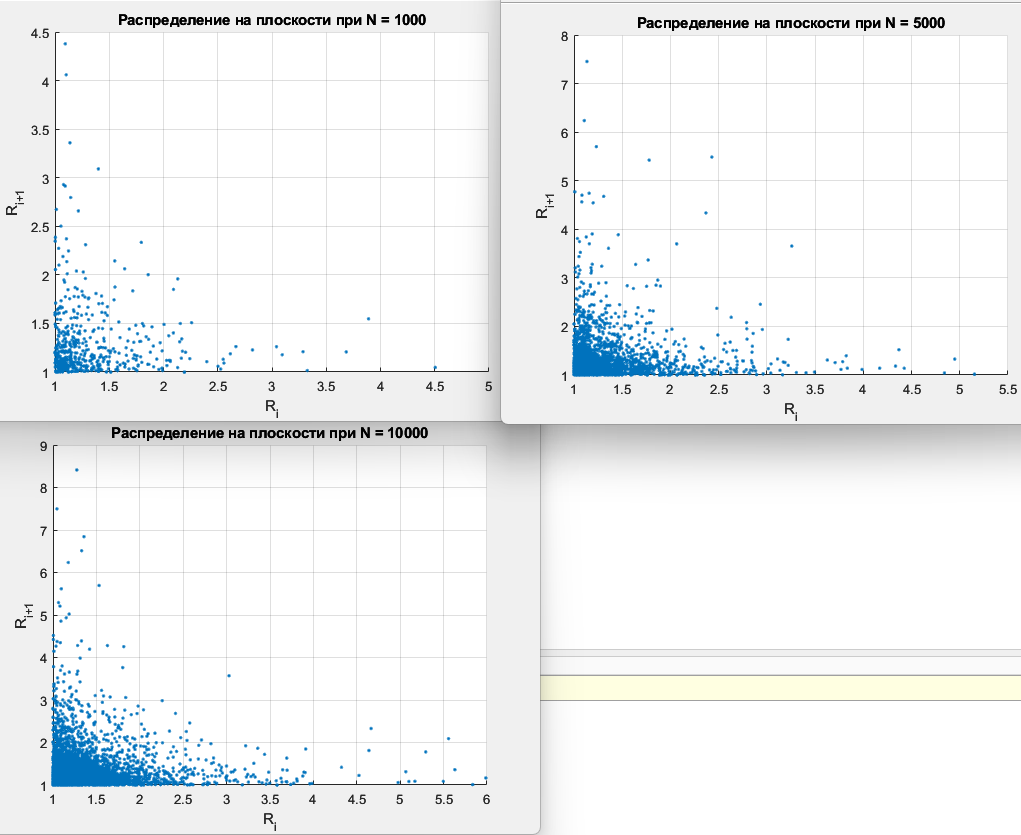 Распределение на плоскости при N = 1000
4.5
4
3.5
3
2.5
2
1.5
1
R_{i+1}
1 1.5 2 2.5 3 3.5 4 4.5 5
R_i
Распределение на плоскости при N = 5000
8
7
6
5
4
3
2
1
R_{i+1}
1 1.5 2 2.5 3 3.5 4 4.5 5 5.5
R_i
Распределение на плоскости при N = 10000
9
8
7
6
5
4
3
2
1
R_{i+1}
1 1.5 2 2.5 3 3.5 4 4.5 5 5.5 6
R_i